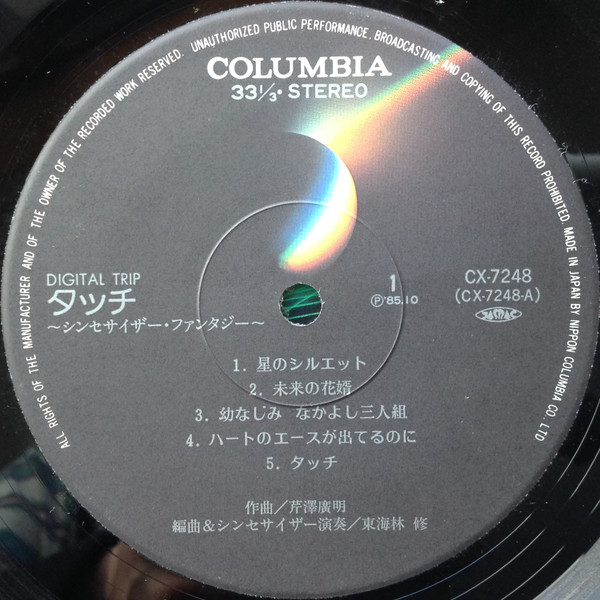 ALL RIGHTS OF THE MANUFACTURER AND OF THE OWNER OF THE RECORDED WORK RESERVED. UNAUTHORIZED PUBLIC PERFORMANCE, BROADCASTING AND COPYING OF THIS RECORD PROHIBITED. MADE IN JAPAN BY NIPPON COLUMBIA CO., LTD
COLUMBIA
33⅓• STEREO
DIGITAL TRIP
タッチ
〜シンセサイザー・ファンタジー〜
1
Ⓟ'85.10
CX-7248
(CX-7248-A)
1. 星のシルエット
2. 未来の花婿
3. 幼なじみ なかよし三人組
4. ハートのエースが出てるのに
5. タッチ
作曲／芹澤廣明
編曲&シンセサイザー演奏／東海林 修